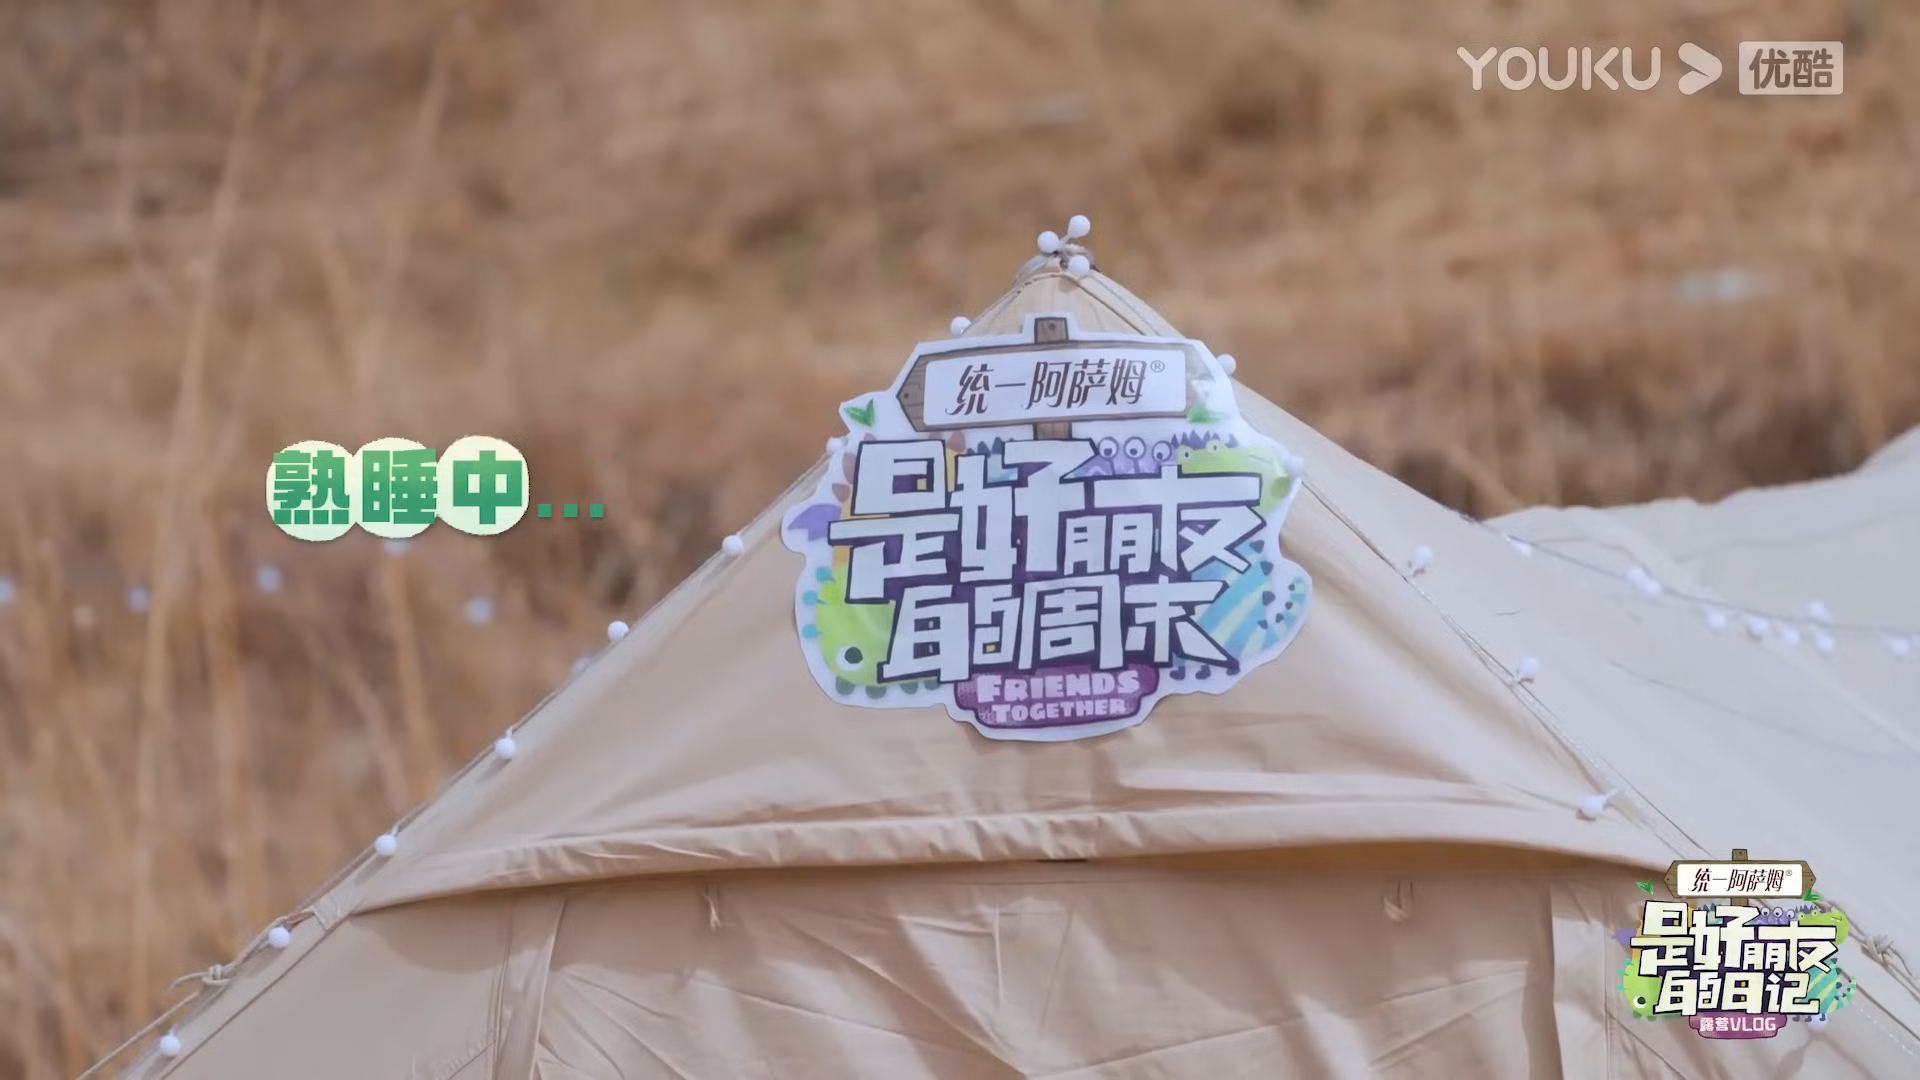 YOUKU 优酷
统一阿萨姆®
是好朋友
的周末
FRIENDS
TOGETHER
熟睡中...
统一阿萨姆®
是好朋友
的日记
露营VLOG